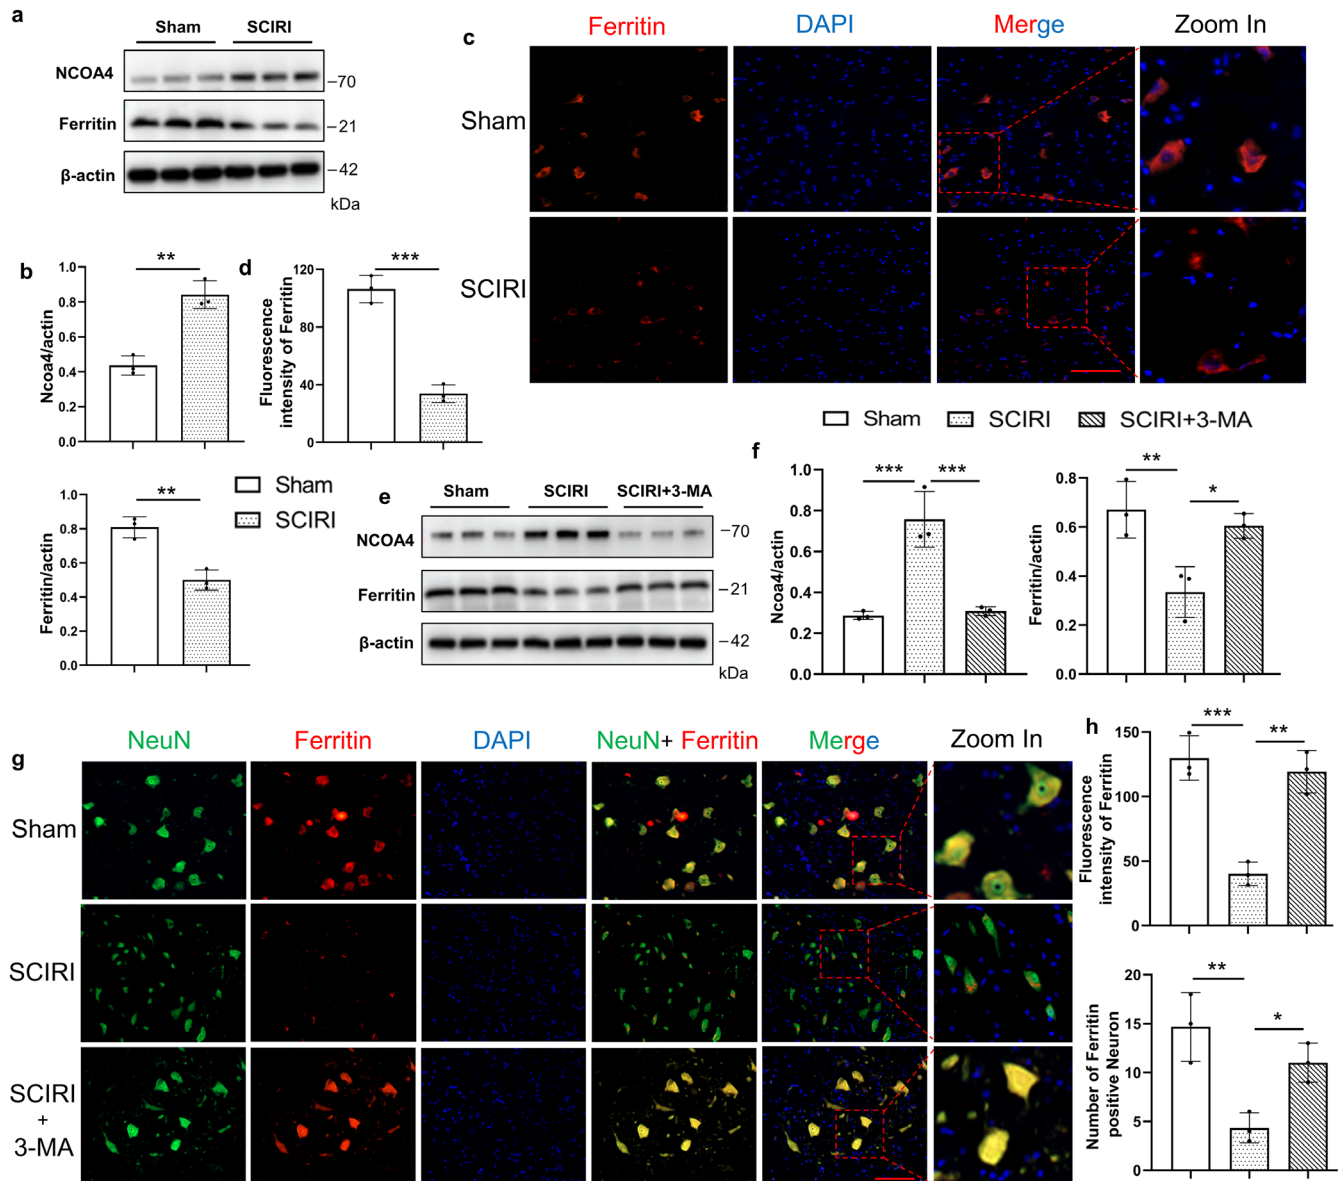 a
Sham SCIRI
NCOA4
–70
Ferritin
–21
β-actin
–42
kDa
b
Ncoa4/actin
1.0
0.8
0.6
0.4
0.2
0.0
**
Ferritin/actin
1.0
0.8
0.6
0.4
0.2
0.0
**
Sham
SCIRI
c
Ferritin DAPI Merge Zoom In
Sham
SCIRI
d
Fluorescence
intensity of Ferritin
120
80
40
0
***
e
Sham SCIRI SCIRI+3-MA
NCOA4
–70
Ferritin
–21
β-actin
–42
kDa
Sham SCIRI SCIRI+3-MA
f
Ncoa4/actin
1.0
0.8
0.6
0.4
0.2
0.0
*** ***
Ferritin/actin
0.8
0.6
0.4
0.2
0.0
**
*
g
NeuN Ferritin DAPI NeuN+ Ferritin Merge Zoom In
Sham
SCIRI
SCIRI
+
3-MA
h
Fluorescence
intensity of Ferritin
150
100
50
0
***
**
Number of Ferritin
positive Neuron
20
15
10
5
0
**
*